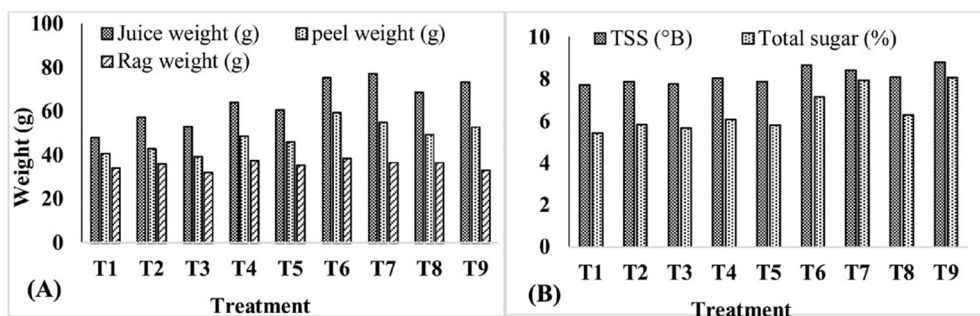 100
80
60
40
20
0
Weight (g)
Juice weight (g) peel weight (g)
Rag weight (g)
T1 T2 T3 T4 T5 T6 T7 T8 T9
(A)
Treatment
10
8
6
4
2
0
TSS (°B) Total sugar (%)
T1 T2 T3 T4 T5 T6 T7 T8 T9
(B)
Treatment